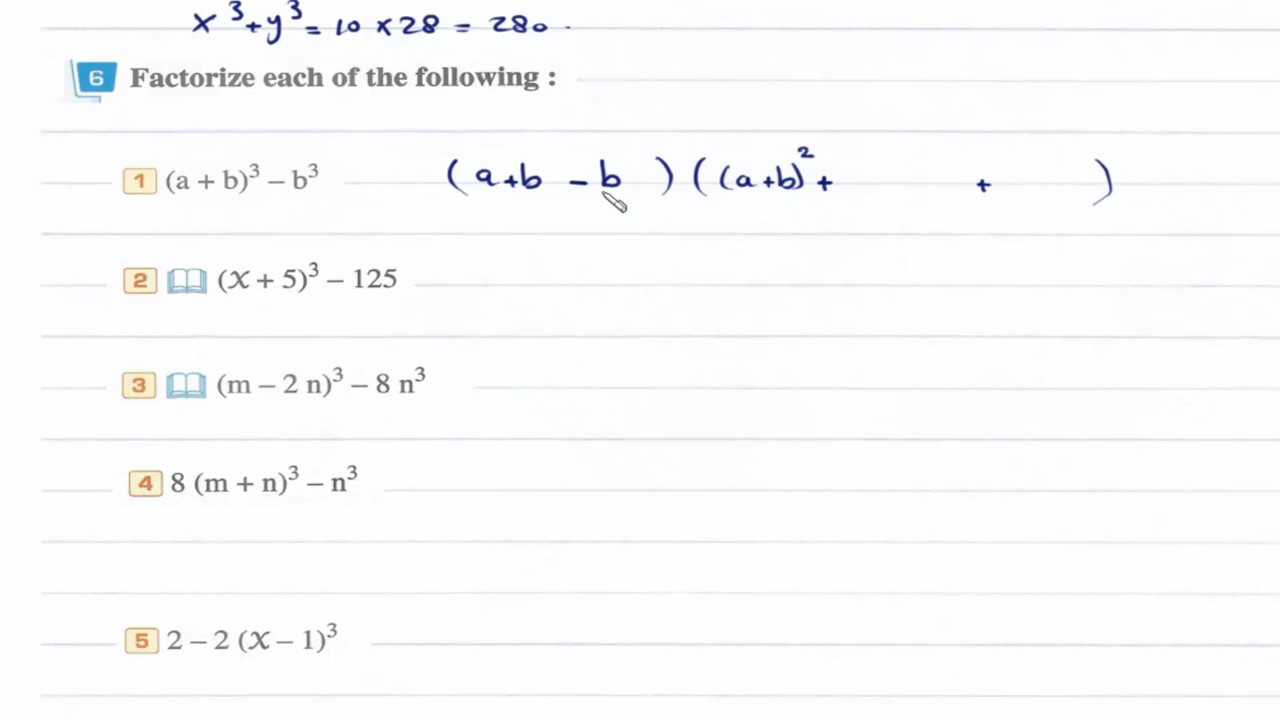 x³+y³= 10 x 28 = 280.
6 Factorize each of the following :
1 (a + b)³ – b³ (a+b - b )( (a+b)² + + )
2 (x + 5)³ – 125
3 (m – 2 n)³ – 8 n³
4 8 (m + n)³ – n³
5 2 – 2 (x – 1)³